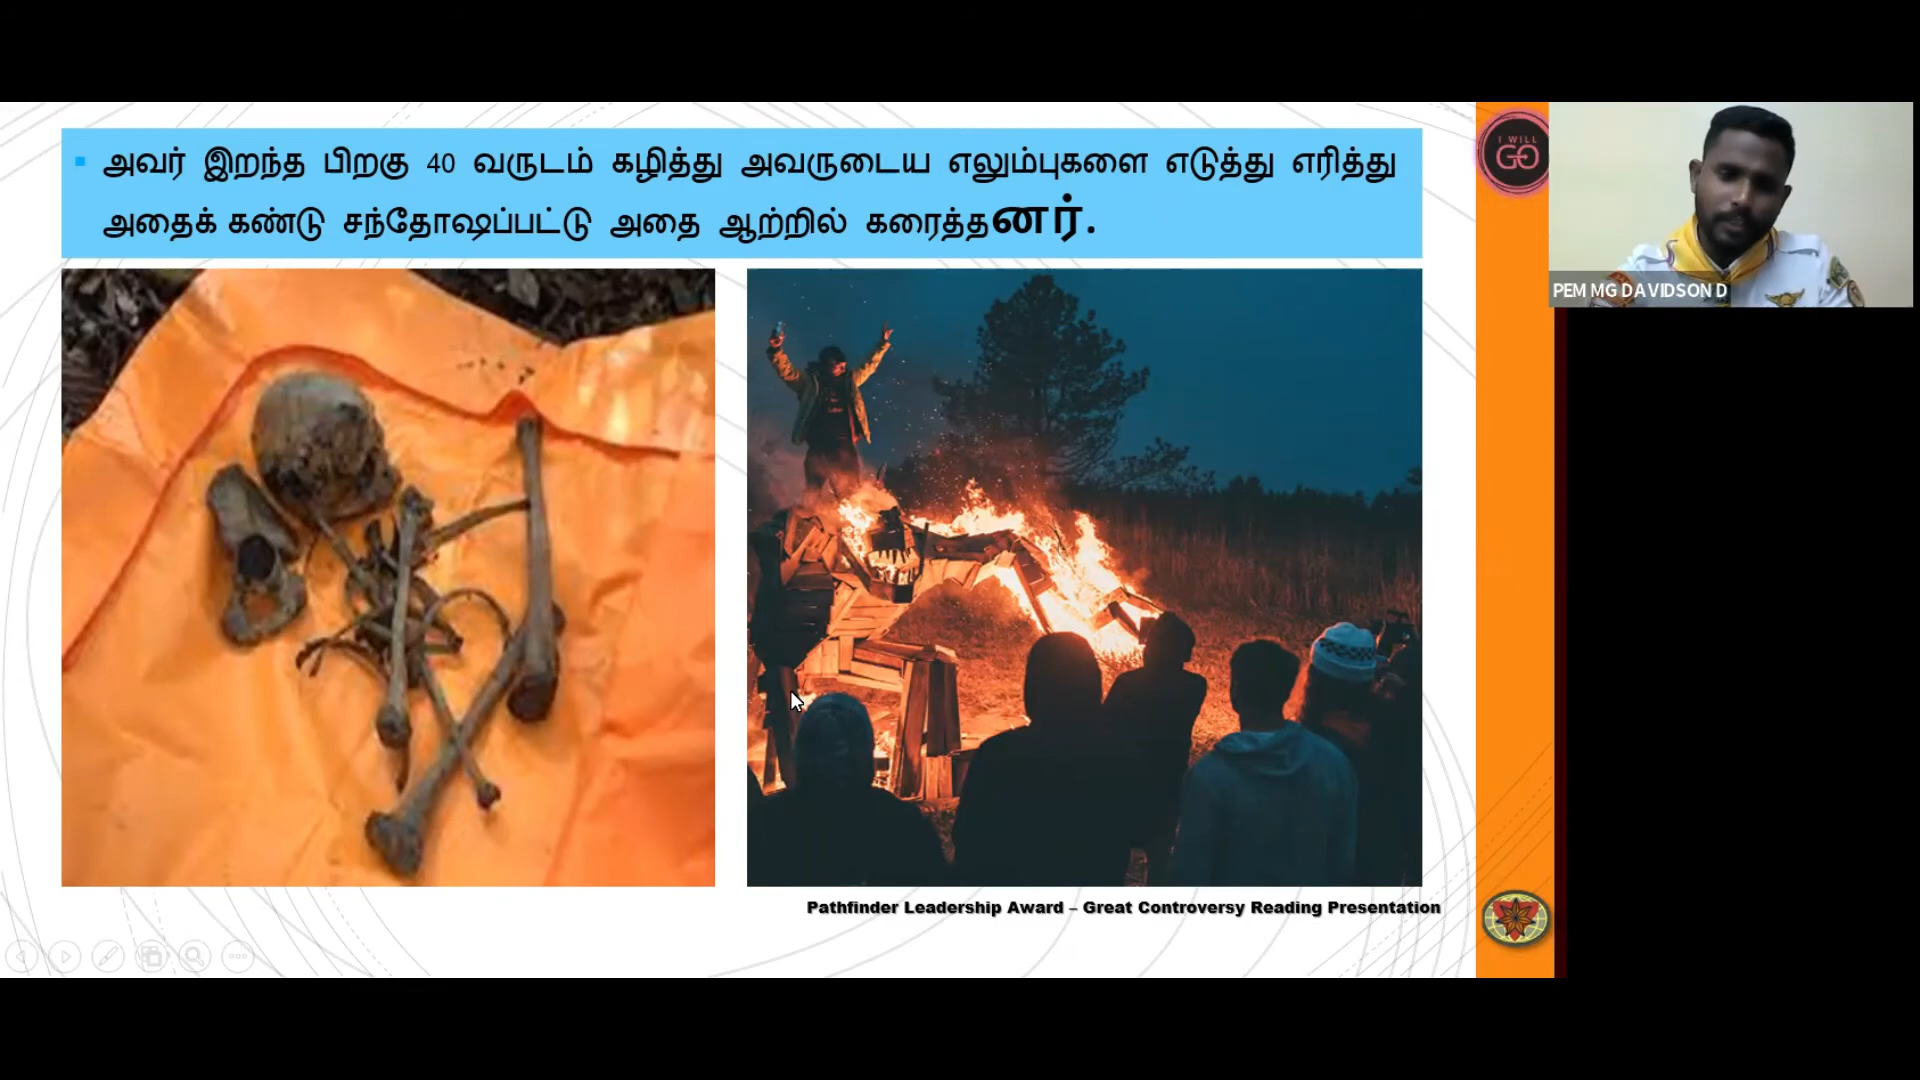 அவர் இறந்த பிறகு 40 வருடம் கழித்து அவருடைய எலும்புகளை எடுத்து எரித்து
அதைக் கண்டு சந்தோஷப்பட்டு அதை ஆற்றில் கரைத்தனர்.
I WILL
GO
PEM MG DAVIDSON D
Pathfinder Leadership Award – Great Controversy Reading Presentation